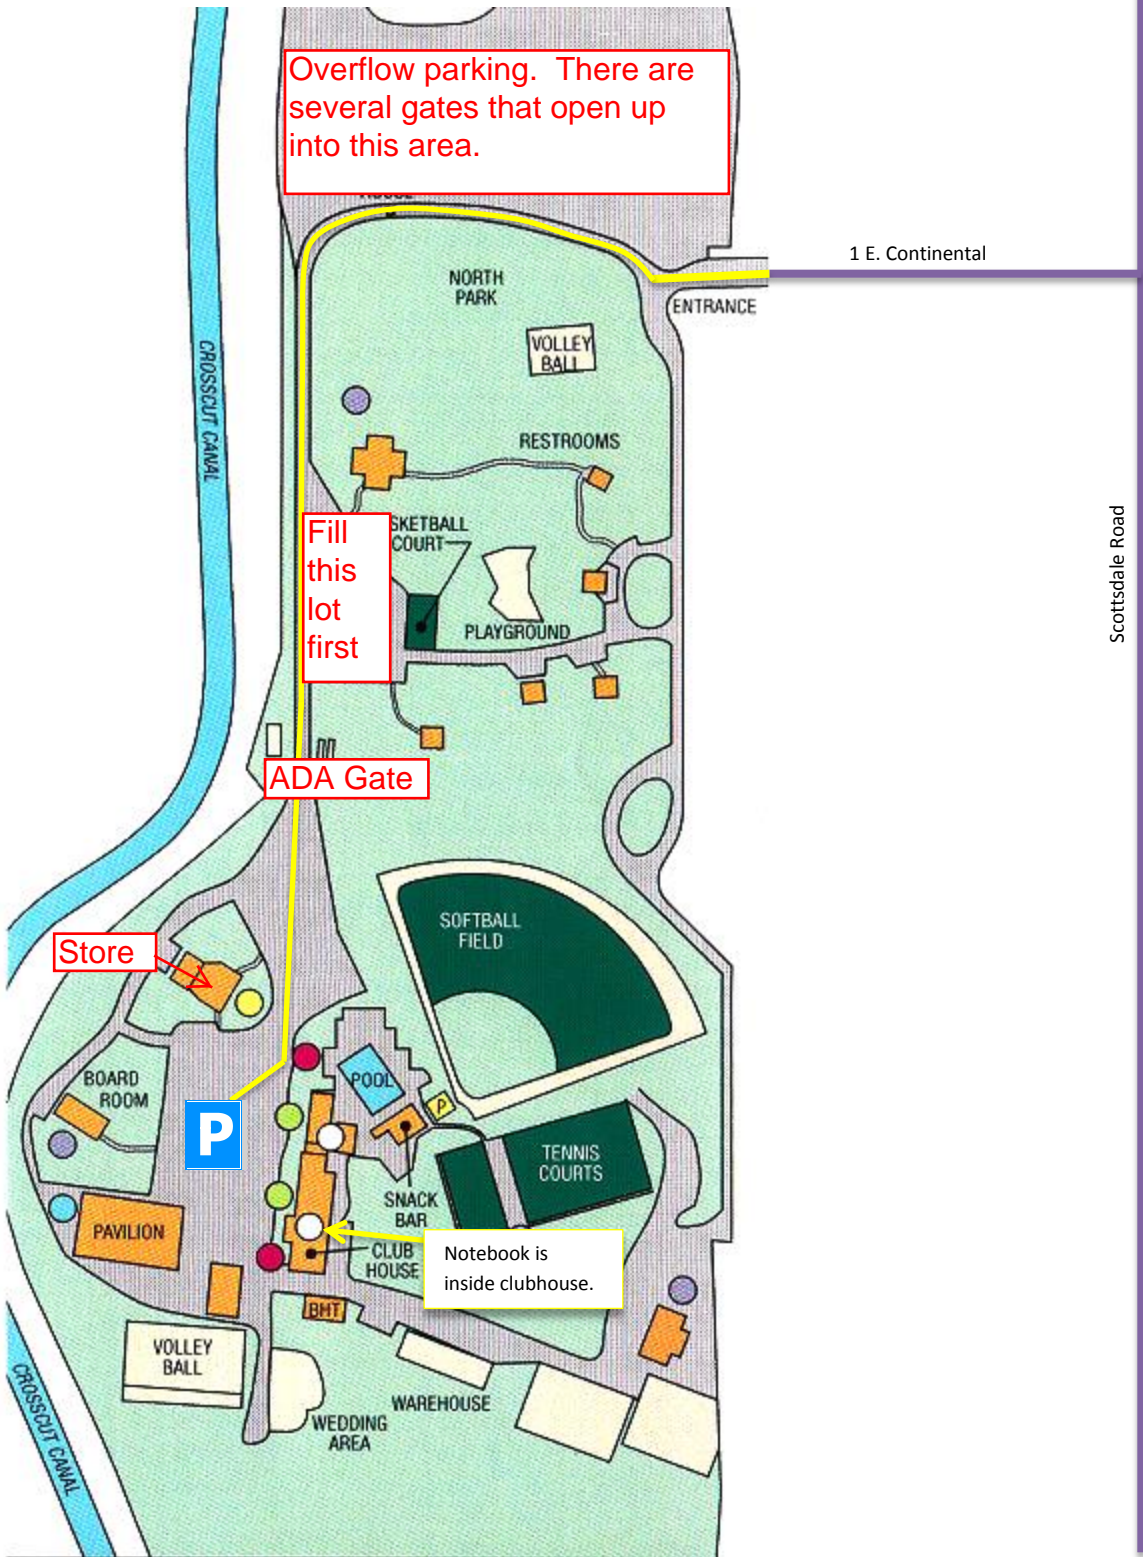 Overflow parking.  There are
several gates that open up
into this area.
1 E. Continental
ENTRANCE
NORTH
PARK
VOLLEY
BALL
CROSSCUT CANAL
RESTROOMS
Scottsdale Road
Fill
this
lot
first
SKETBALL
COURT
PLAYGROUND
ADA Gate
SOFTBALL
FIELD
Store
BOARD
ROOM
POOL
P
P
TENNIS
COURTS
SNACK
BAR
PAVILION
CLUB
HOUSE
Notebook is
inside clubhouse.
BHT
VOLLEY
BALL
CROSSCUT CANAL
WAREHOUSE
WEDDING
AREA